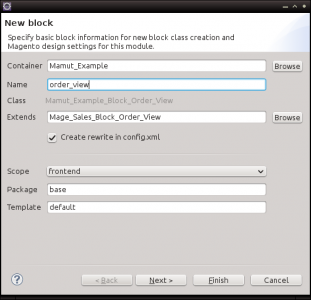 New block
Specify basic block information for new block class creation and
Magento design settings for this module.
Container Mamut_Example Browse
Name order_view
Class Mamut_Example_Block_Order_View
Extends Mage_Sales_Block_Order_View Browse
Create rewrite in config.xml
Scope frontend
Package base
Template default
? < Back Next > Finish Cancel